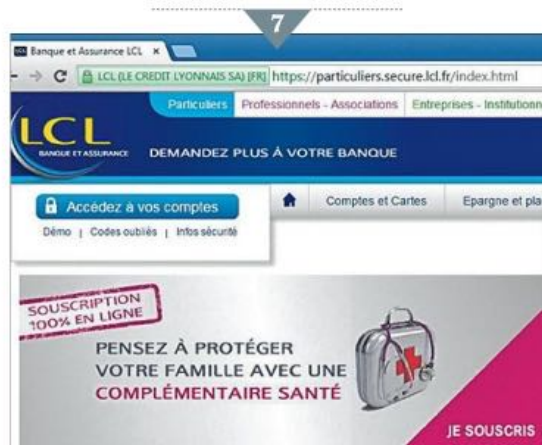 7
Banque et Assurance LCL ×
LCL (LE CREDIT LYONNAIS SA) [FR] https://particuliers.secure.lcl.fr/index.html
Particuliers Professionnels - Associations Entreprises - Institutionn
LCL
BANQUE ET ASSURANCE
DEMANDEZ PLUS À VOTRE BANQUE
Accédez à vos comptes
Comptes et Cartes Epargne et pla
Démo | Codes oubliés | Infos sécurité
SOUSCRIPTION
100% EN LIGNE
PENSEZ À PROTÉGER
VOTRE FAMILLE AVEC UNE
COMPLÉMENTAIRE SANTÉ
JE SOUSCRIS